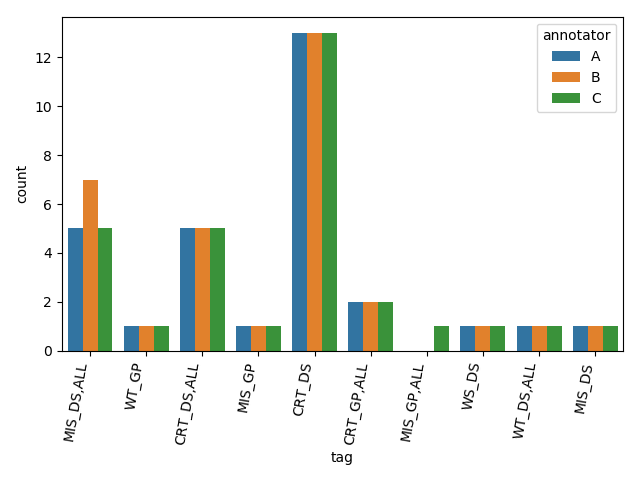 annotator
A
B
C
count
12
10
8
6
4
2
0
MIS_DS,ALL
WT_GP
CRT_DS,ALL
MIS_GP
CRT_DS
CRT_GP,ALL
MIS_GP,ALL
WS_DS
WT_DS,ALL
MIS_DS
tag